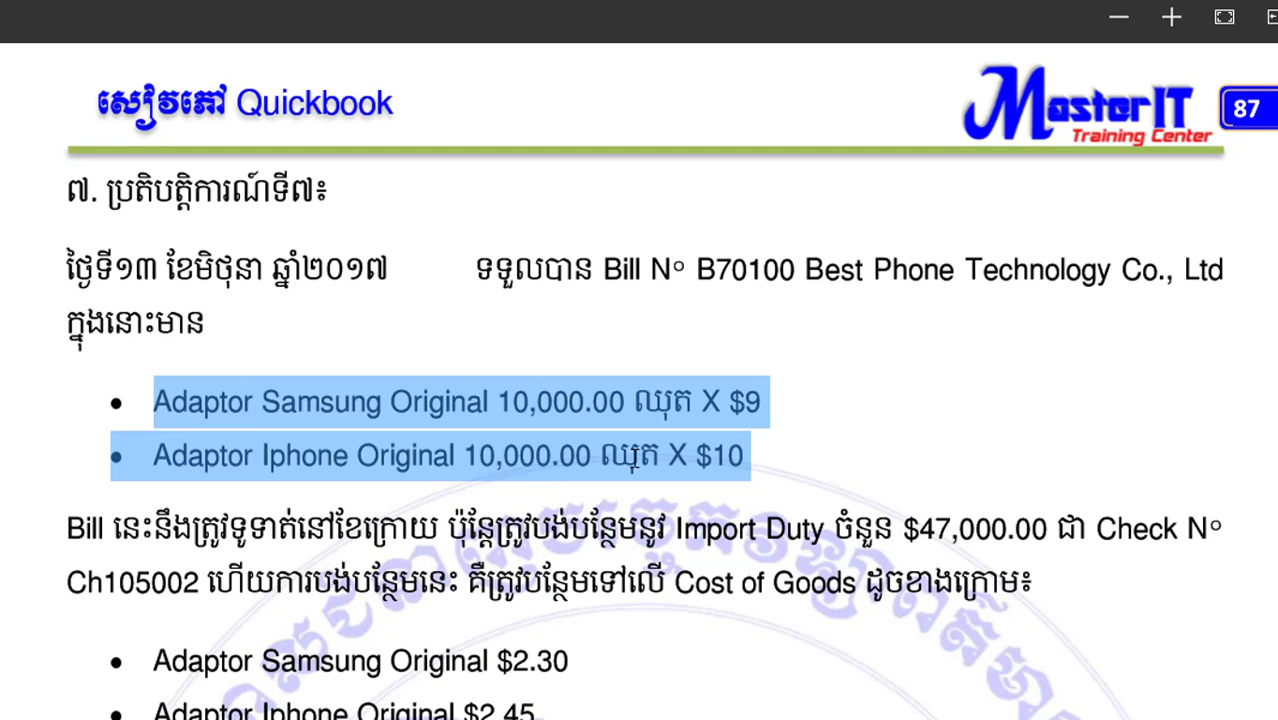 សៀវភៅ Quickbook
MasterIT
Training Center
87
៧. ប្រតិបត្តិការណ៍ទី៧៖
ថ្ងៃទី១៣ ខែមិថុនា ឆ្នាំ២០១៧ ទទួលបាន Bill Nº B70100 Best Phone Technology Co., Ltd
ក្នុងនោះមាន
• Adaptor Samsung Original 10,000.00 ឈុត X $9
• Adaptor Iphone Original 10,000.00 ឈុត X $10
Bill នេះនឹងត្រូវទូទាត់នៅខែក្រោយ ប៉ុន្តែត្រូវបង់បន្ថែមនូវ Import Duty ចំនួន $47,000.00 ជា Check Nº
Ch105002 ហើយការបង់បន្ថែមនេះ គឺត្រូវបន្ថែមទៅលើ Cost of Goods ដូចខាងក្រោម៖
• Adaptor Samsung Original $2.30
• Adaptor Iphone Original $2.45